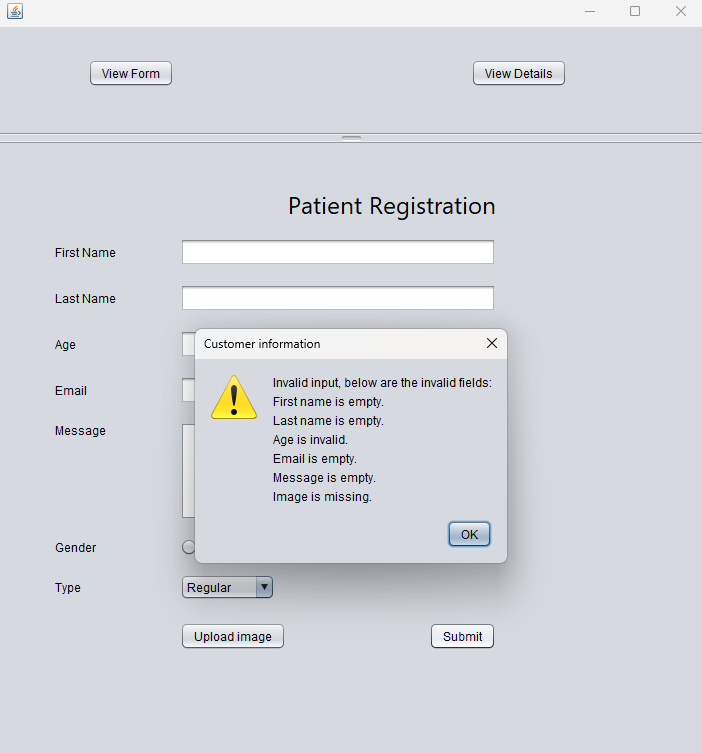 View Form
View Details
Patient Registration
First Name
Last Name
Age
Email
Message
Customer information
Invalid input, below are the invalid fields:
First name is empty.
Last name is empty.
Age is invalid.
Email is empty.
Message is empty.
Image is missing.
OK
Gender
Type
Regular
Upload image
Submit